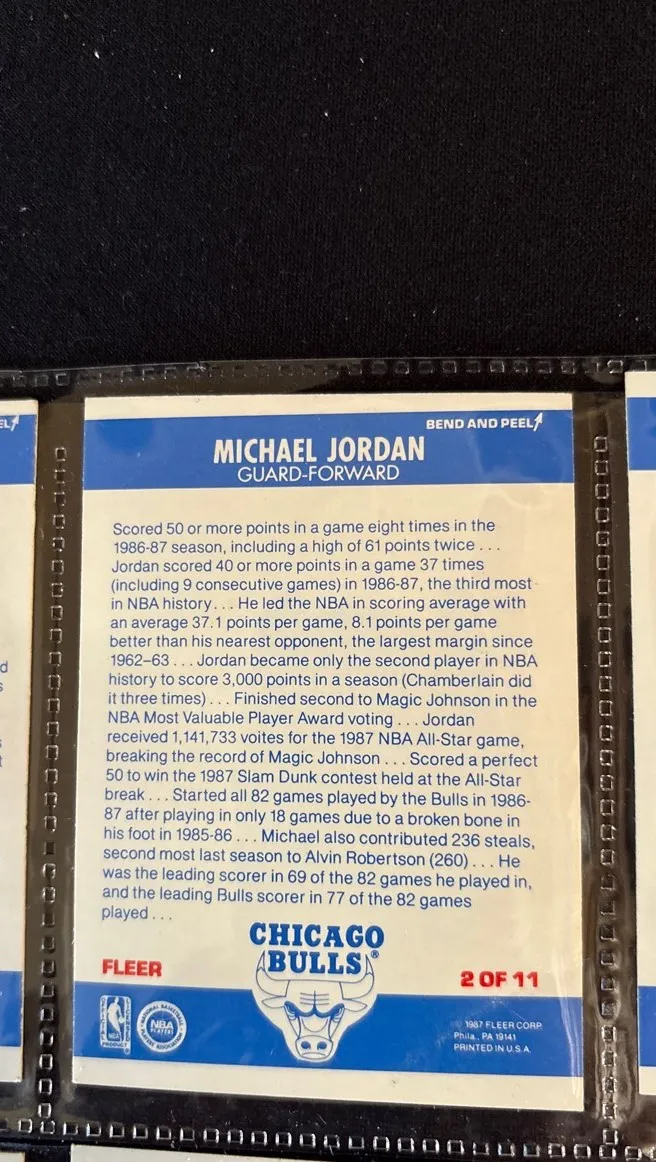 BEND AND PEEL
MICHAEL JORDAN
GUARD-FORWARD
Scored 50 or more points in a game eight times in the
1986-87 season, including a high of 61 points twice . . .
Jordan scored 40 or more points in a game 37 times
(including 9 consecutive games) in 1986-87, the third most
in NBA history . . . He led the NBA in scoring average with
an average 37.1 points per game, 8.1 points per game
better than his nearest opponent, the largest margin since
1962–63 . . . Jordan became only the second player in NBA
history to score 3,000 points in a season (Chamberlain did
it three times) . . . Finished second to Magic Johnson in the
NBA Most Valuable Player Award voting . . . Jordan
received 1,141,733 voites for the 1987 NBA All-Star game,
breaking the record of Magic Johnson . . . Scored a perfect
50 to win the 1987 Slam Dunk contest held at the All-Star
break . . . Started all 82 games played by the Bulls in 1986-
87 after playing in only 18 games due to a broken bone in
his foot in 1985-86 . . . Michael also contributed 236 steals,
second most last season to Alvin Robertson (260) . . . He
was the leading scorer in 69 of the 82 games he played in,
and the leading Bulls scorer in 77 of the 82 games
played . . .
CHICAGO
BULLS®
FLEER
2 OF 11
NBA
PLAYERS
© 1987 FLEER CORP.
Phila., PA 19141
PRINTED IN U.S.A.